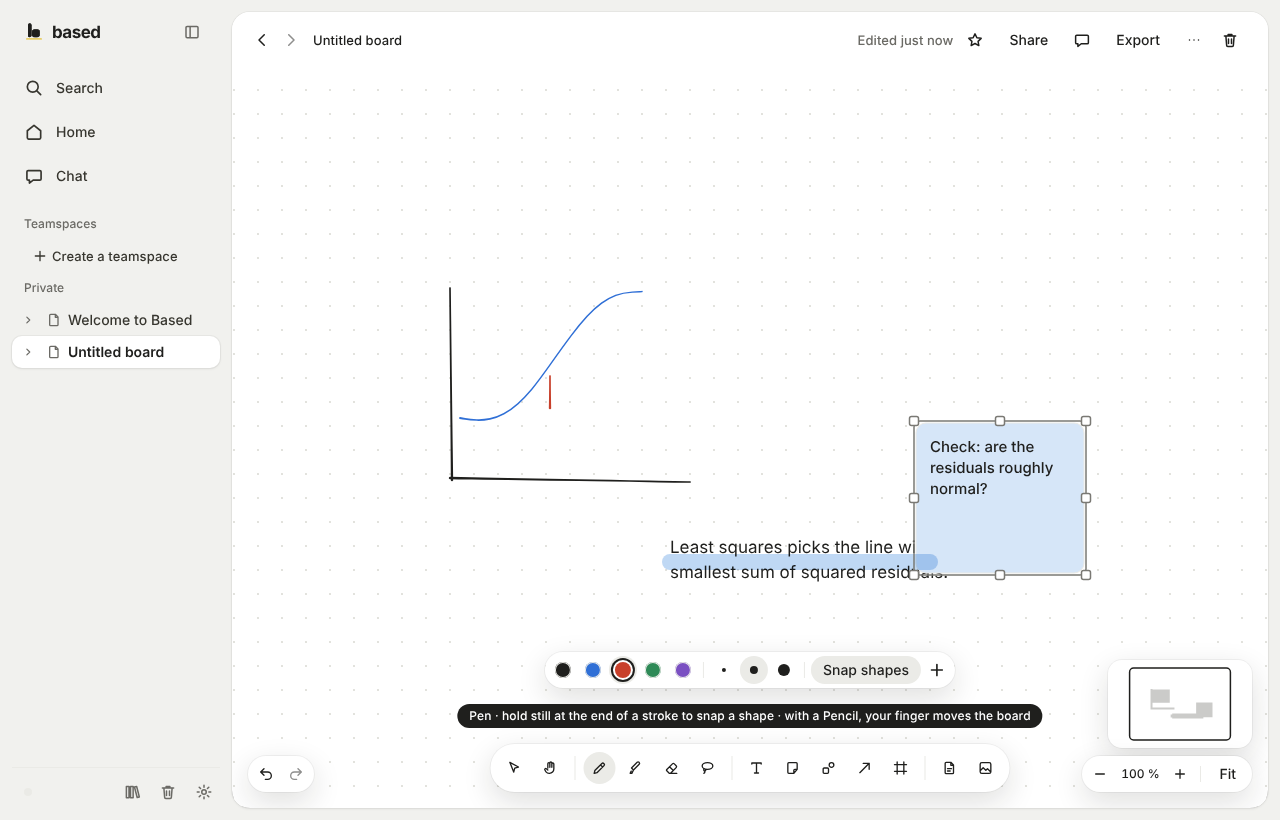 based
Untitled board
Edited just now
Share
Export
Search
Home
Chat
Teamspaces
Create a teamspace
Private
Welcome to Based
Untitled board
Check: are the
residuals roughly
normal?
Least squares picks the line wi
smallest sum of squared residuals.
Snap shapes
Pen · hold still at the end of a stroke to snap a shape · with a Pencil, your finger moves the board
100 %
Fit